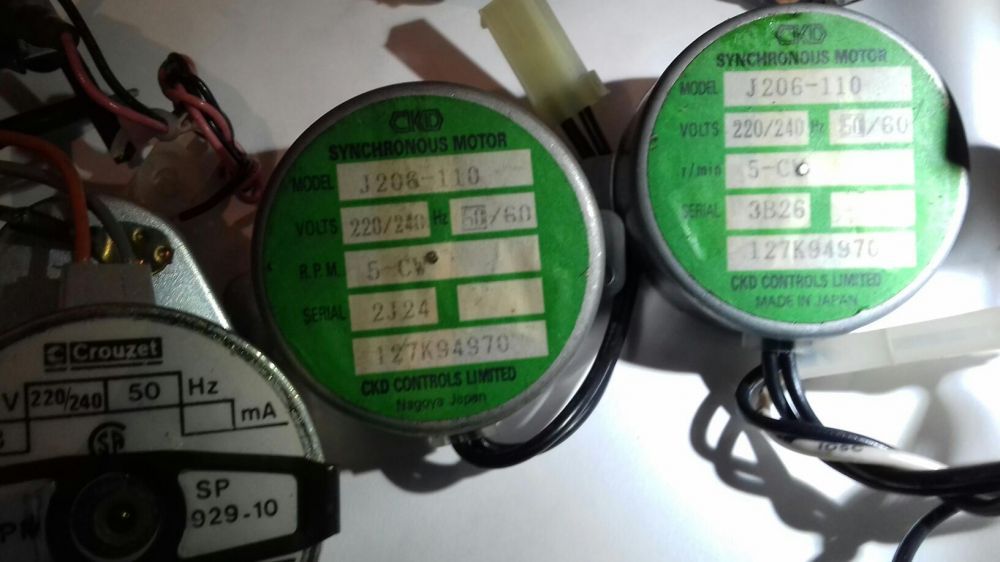 CKD
SYNCHRONOUS MOTOR
MODEL J208-110
VOLTS 220/240 Hz 50/60
R.P.M. 5-CW
SERIAL 2J24
127K94970
CKD CONTROLS LIMITED
Nagoya Japan
CKD
SYNCHRONOUS MOTOR
MODEL J206-110
VOLTS 220/240 Hz 50/60
r/min 5-CW
SERIAL 3B26
127K94970
CKD CONTROLS LIMITED
MADE IN JAPAN
Crouzet
V 220/240 50 Hz
mA
SP
929-10